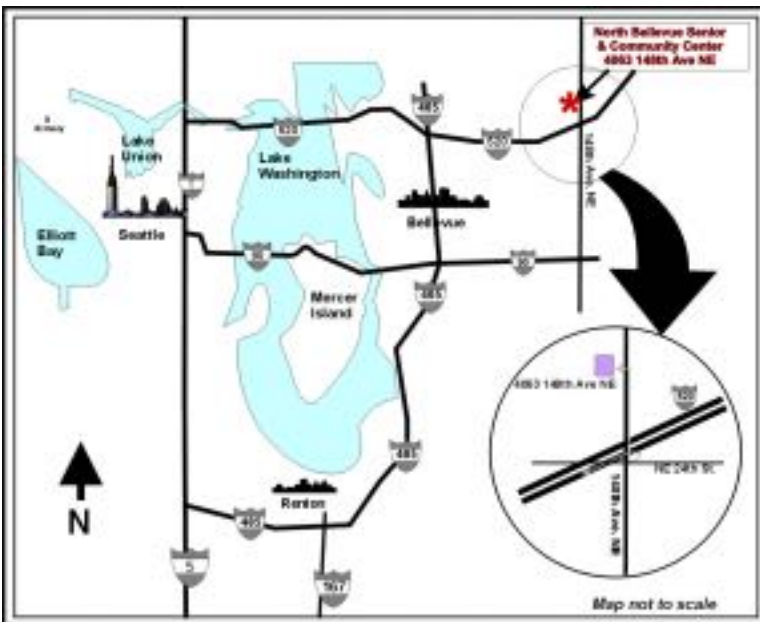 North Bellevue Senior
& Community Center
4063 148th Ave NE
405
520
520
148th Ave, NE
Lake
Union
Lake
Washington
5
Bellevue
Elliott
Bay
Seattle
90
90
405
Mercer
Island
4063 148th Ave NE
520
NE 24th St.
148th Ave, NE
405
Renton
405
N
5
167
Map not to scale